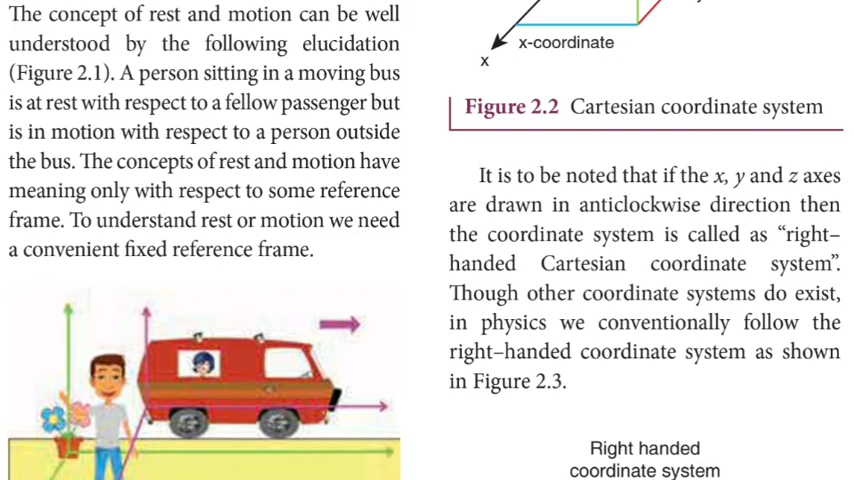 The concept of rest and motion can be well
understood by the following elucidation
(Figure 2.1). A person sitting in a moving bus
is at rest with respect to a fellow passenger but
is in motion with respect to a person outside
the bus. The concepts of rest and motion have
meaning only with respect to some reference
frame. To understand rest or motion we need
a convenient fixed reference frame.
x-coordinate
x
Figure 2.2 Cartesian coordinate system
It is to be noted that if the x, y and z axes
are drawn in anticlockwise direction then
the coordinate system is called as “right–
handed Cartesian coordinate system”.
Though other coordinate systems do exist,
in physics we conventionally follow the
right–handed coordinate system as shown
in Figure 2.3.
Right handed
coordinate system